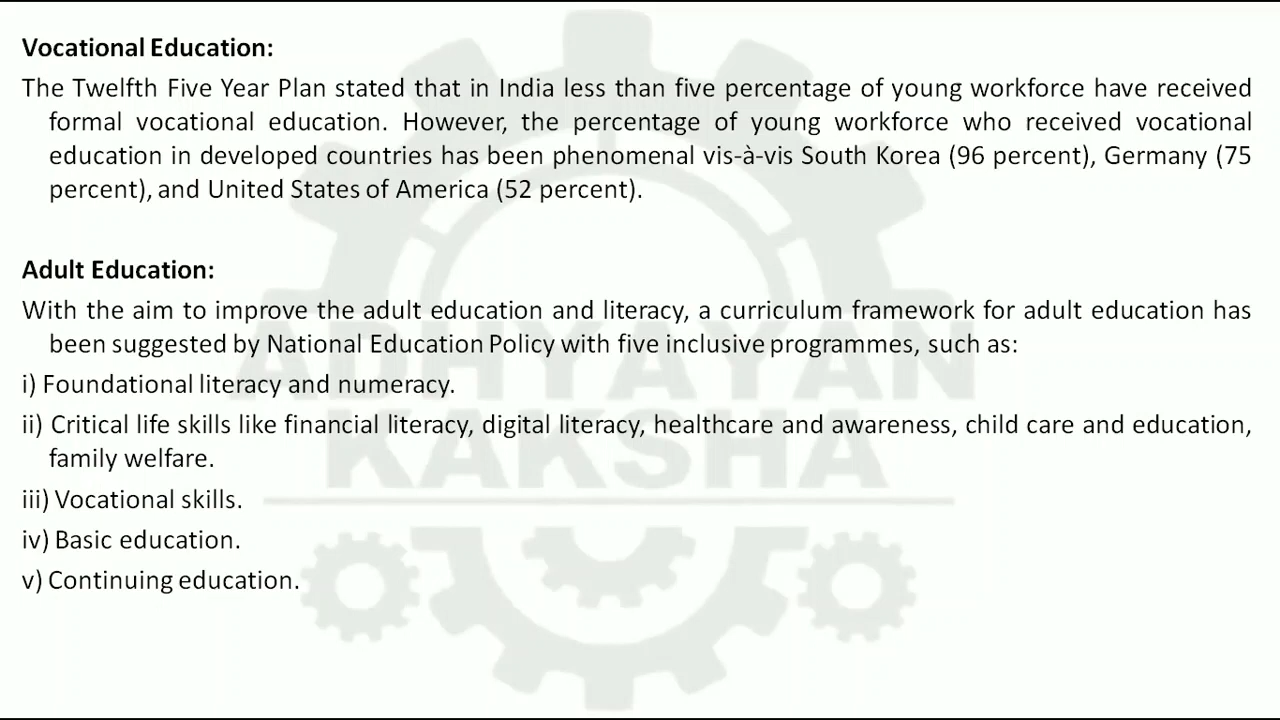 Vocational Education:
The Twelfth Five Year Plan stated that in India less than five percentage of young workforce have received
formal vocational education. However, the percentage of young workforce who received vocational
education in developed countries has been phenomenal vis-à-vis South Korea (96 percent), Germany (75
percent), and United States of America (52 percent).
Adult Education:
With the aim to improve the adult education and literacy, a curriculum framework for adult education has
been suggested by National Education Policy with five inclusive programmes, such as:
i) Foundational literacy and numeracy.
ii) Critical life skills like financial literacy, digital literacy, healthcare and awareness, child care and education,
family welfare.
iii) Vocational skills.
iv) Basic education.
v) Continuing education.
ADHYAYAN
KAKSHA